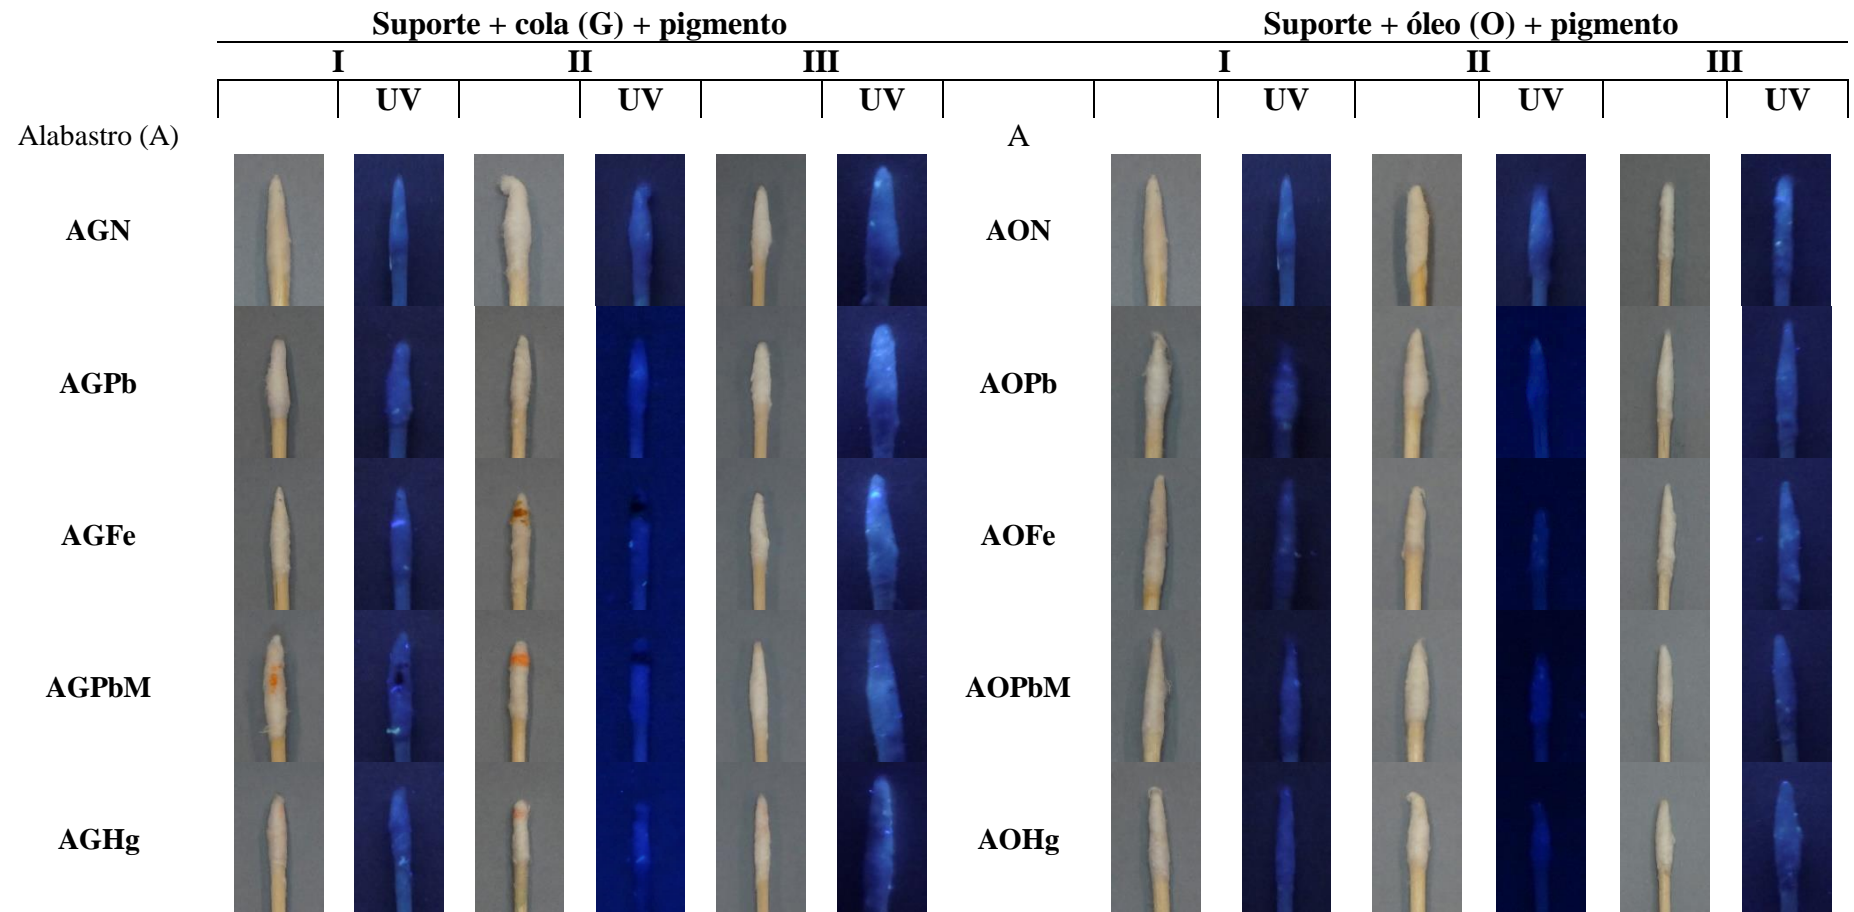 Suporte + cola (G) + pigmento Suporte + óleo (O) + pigmento
I II III I II III
UV UV UV UV UV UV
Alabastro (A) A
AGN AON
AGPb AOPb
AGFe AOFe
AGPbM AOPbM
AGHg AOHg